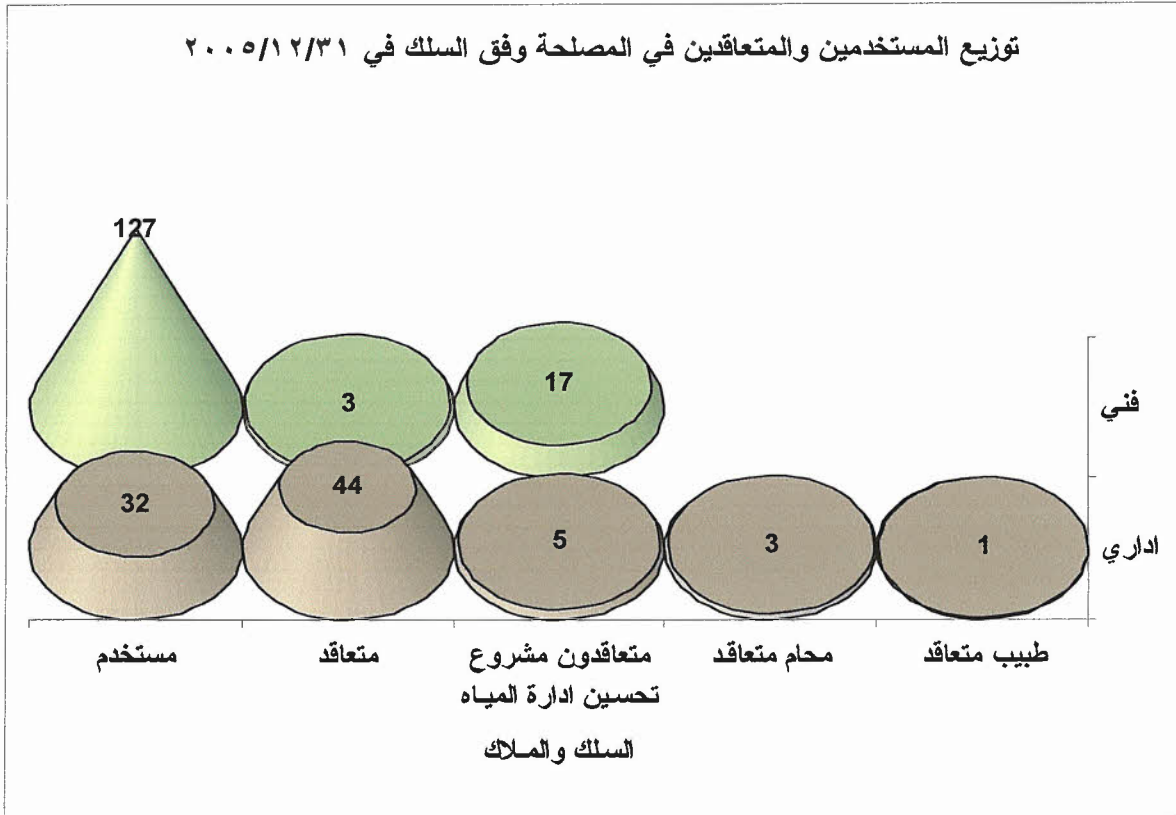 توزيع المستخدمين والمتعاقدين في المصلحة وفق السلك في ٢٠٠٥/١٢/٣١
127
3
17
فني
32
44
5
3
1
اداري
مستخدم
متعاقد
متعاقدون مشروع
تحسين ادارة المياه
محام متعاقد
طبيب متعاقد
السلك والملاك